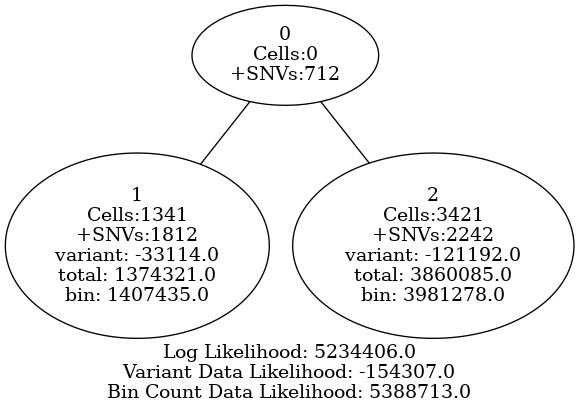 0
Cells:0
+SNVs:712
1
Cells:1341
+SNVs:1812
variant: -33114.0
total: 1374321.0
bin: 1407435.0
2
Cells:3421
+SNVs:2242
variant: -121192.0
total: 3860085.0
bin: 3981278.0
Log Likelihood: 5234406.0
Variant Data Likelihood: -154307.0
Bin Count Data Likelihood: 5388713.0